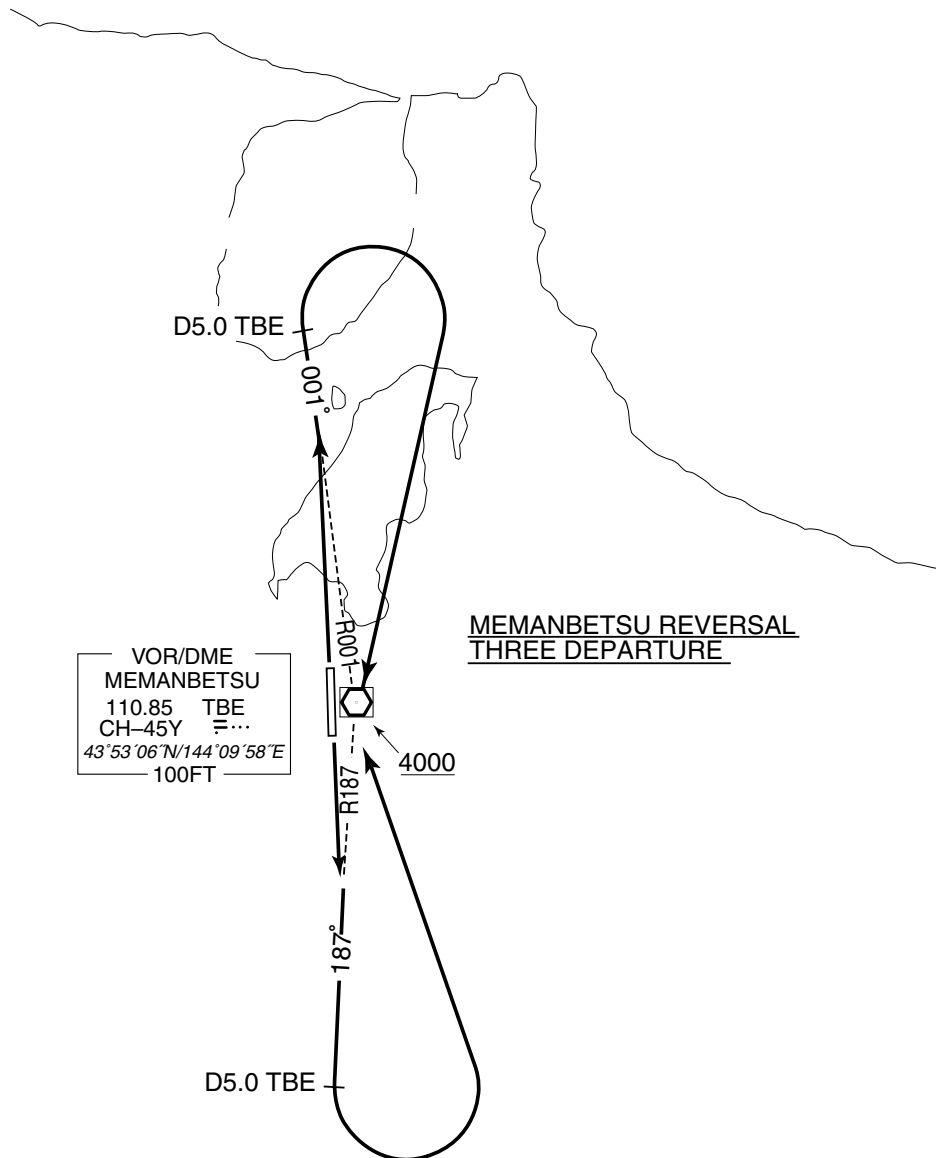 D5.0 TBE
001°
R001
MEMANBETSU REVERSAL
THREE DEPARTURE
VOR/DME
MEMANBETSU
110.85 TBE
CH–45Y
43°53′06″N/144°09′58″E
100FT
4000
R187
187°
D5.0 TBE